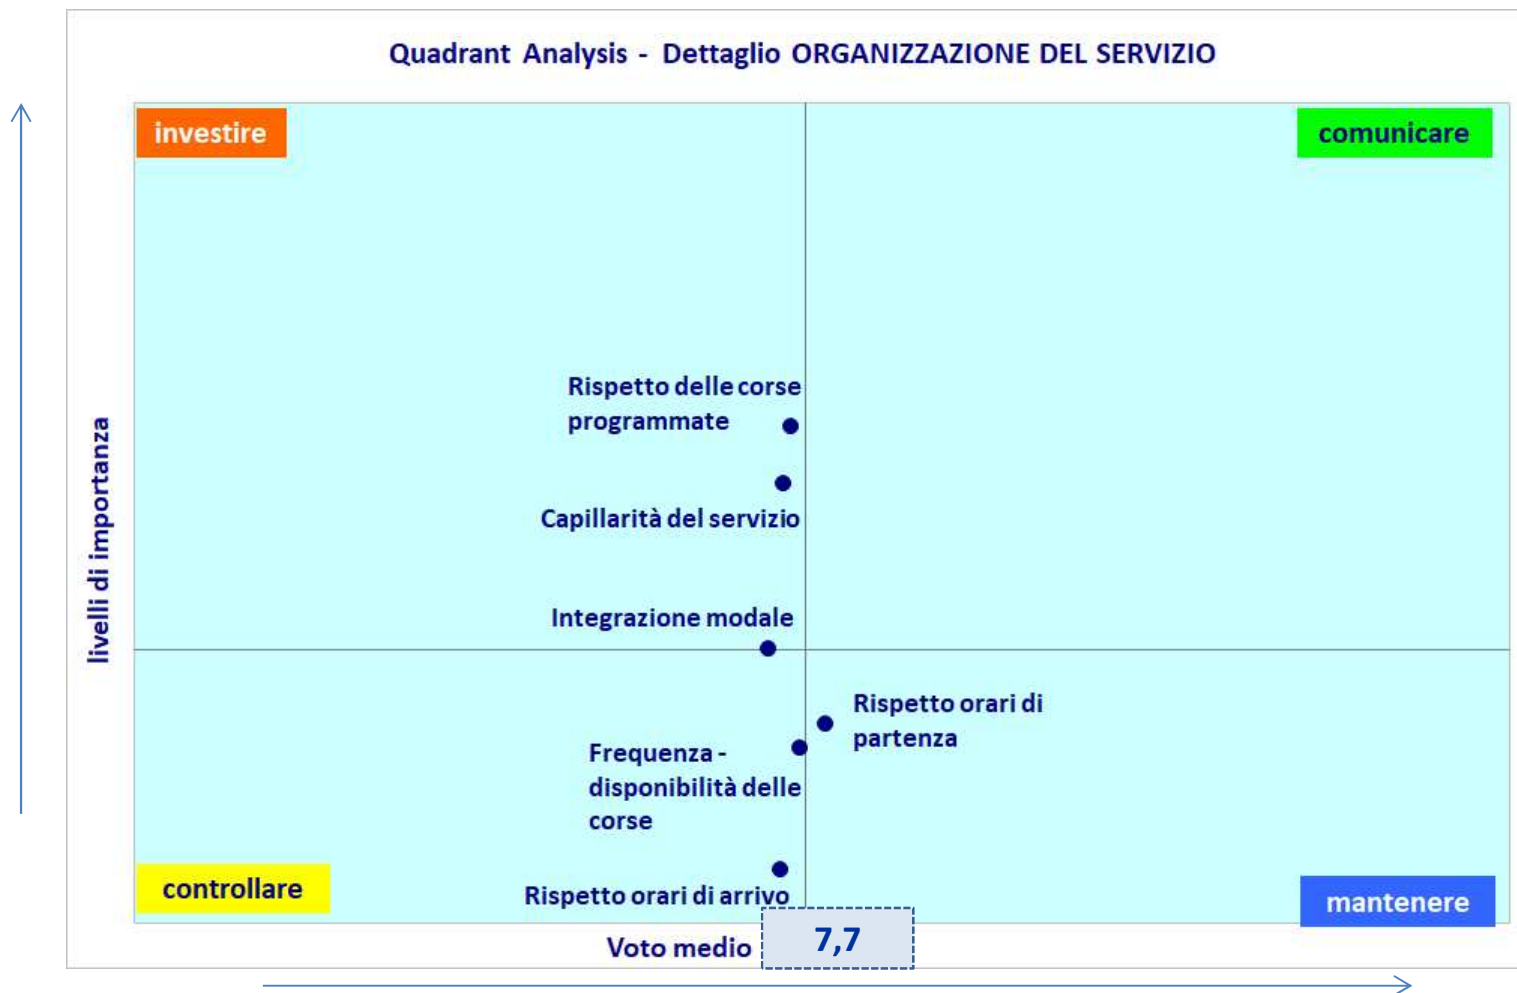 Quadrant Analysis - Dettaglio ORGANIZZAZIONE DEL SERVIZIO
investire
comunicare
livelli di importanza
Rispetto delle corse
programmate
Capillarità del servizio
Integrazione modale
Rispetto orari di
partenza
Frequenza -
disponibilità delle
corse
Rispetto orari di arrivo
controllare
mantenere
Voto medio
7,7